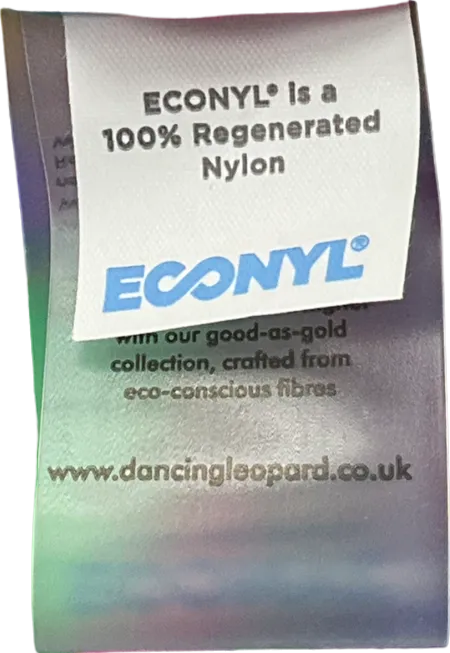 ECONYL® is a
100% Regenerated
Nylon
ECONYL®
with our good-as-gold
collection, crafted from
eco-conscious fibres
www.dancingleopard.co.uk